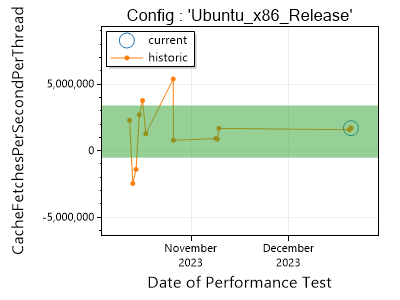 Config : 'Ubuntu_x86_Release'
current
historic
CacheFetchesPerSecondPerThread
5,000,000
0
-5,000,000
November
2023
December
2023
Date of Performance Test